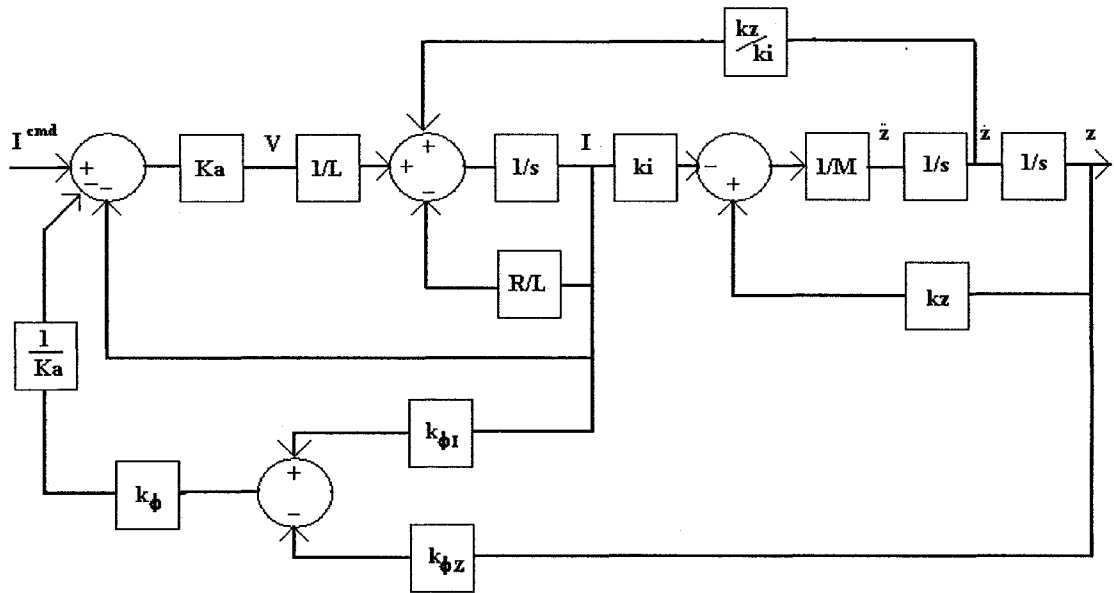 kz/ki
I cmd
+
−
−
Ka
V
1/L
+
+
−
1/s
I
ki
−
+
1/M
z̈
1/s
ż
1/s
z
R/L
kz
1/Ka
kϕI
kϕ
+
−
kϕZ